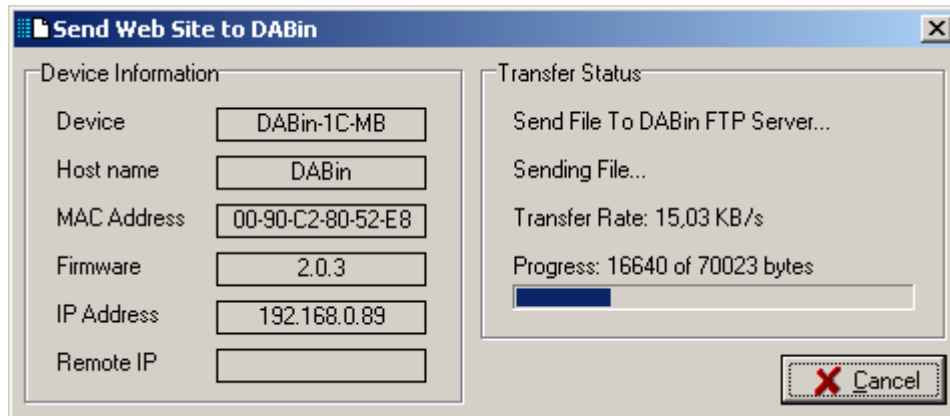 Send Web Site to DABin
Device Information
Device DABin-1C-MB
Host name DABin
MAC Address 00-90-C2-80-52-E8
Firmware 2.0.3
IP Address 192.168.0.89
Remote IP
Transfer Status
Send File To DABin FTP Server...
Sending File...
Transfer Rate: 15,03 KB/s
Progress: 16640 of 70023 bytes
Cancel